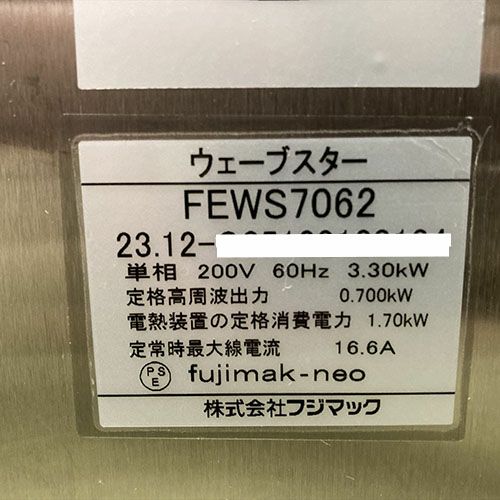 ウェーブスター
FEWS7062
23.12-
単相 200V 60Hz 3.30kW
定格高周波出力 0.700kW
電熱装置の定格消費電力 1.70kW
定常時最大線電流 16.6A
PSE fujimak-neo
株式会社フジマック